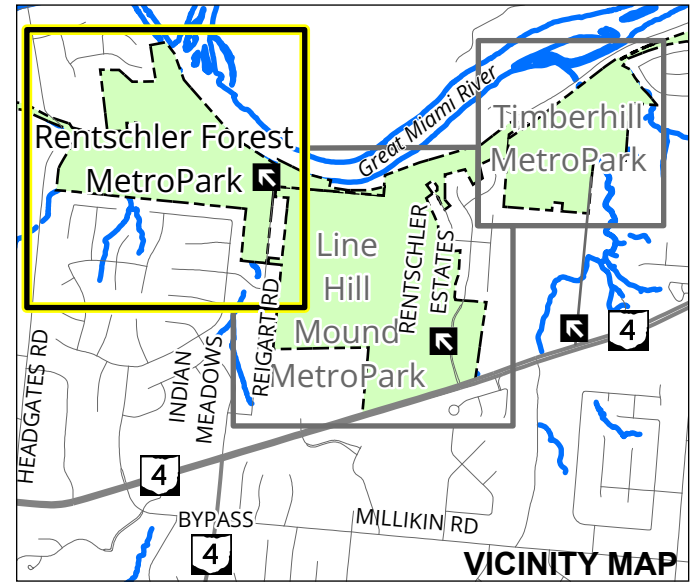 Great Miami River
Timberhill
MetroPark
Rentschler Forest
MetroPark
Line
Hill
Mound
MetroPark
RENTSCHLER
ESTATES
REIGART RD
INDIAN
MEADOWS
HEADGATES RD
4
4
BYPASS
4
MILLIKIN RD
VICINITY MAP